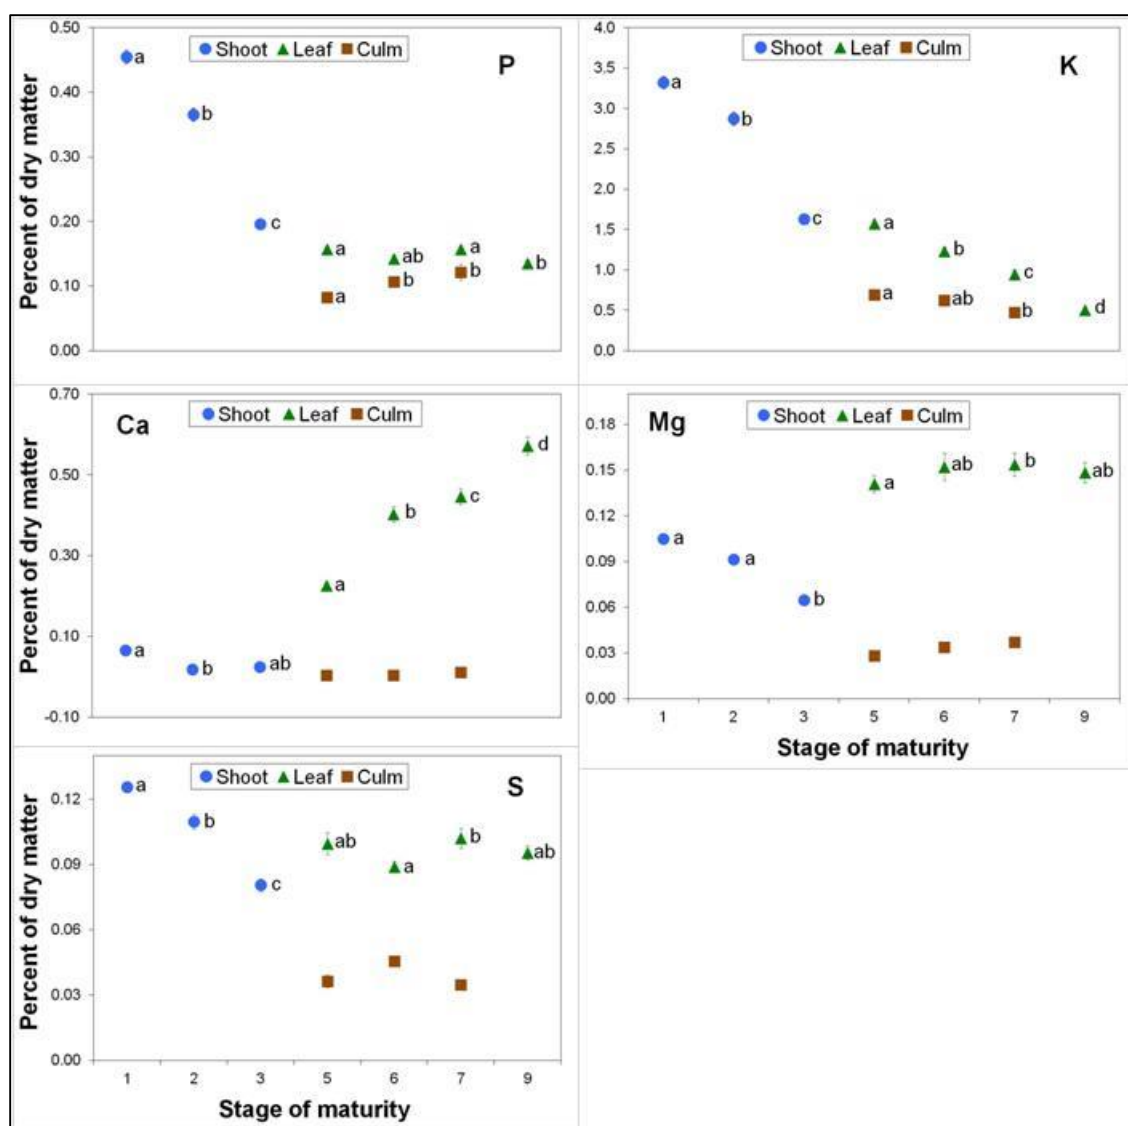 Shoot Leaf Culm
P
Percent of dry matter
0.50
0.40
0.30
0.20
0.10
0.00
a
b
c
a
ab
a
b
a
b
b
Shoot Leaf Culm
K
4.0
3.5
3.0
2.5
2.0
1.5
1.0
0.5
0.0
a
b
c
a
b
c
d
a
ab
b
Ca
Shoot Leaf Culm
Percent of dry matter
0.70
0.50
0.30
0.10
-0.10
a
b
ab
a
b
c
d
Mg
Shoot Leaf Culm
0.18
0.15
0.12
0.09
0.06
0.03
0.00
a
a
b
a
ab
b
ab
1 2 3 5 6 7 9
Stage of maturity
Shoot Leaf Culm
S
Percent of dry matter
0.12
0.09
0.06
0.03
0.00
a
b
c
ab
a
b
ab
1 2 3 5 6 7 9
Stage of maturity